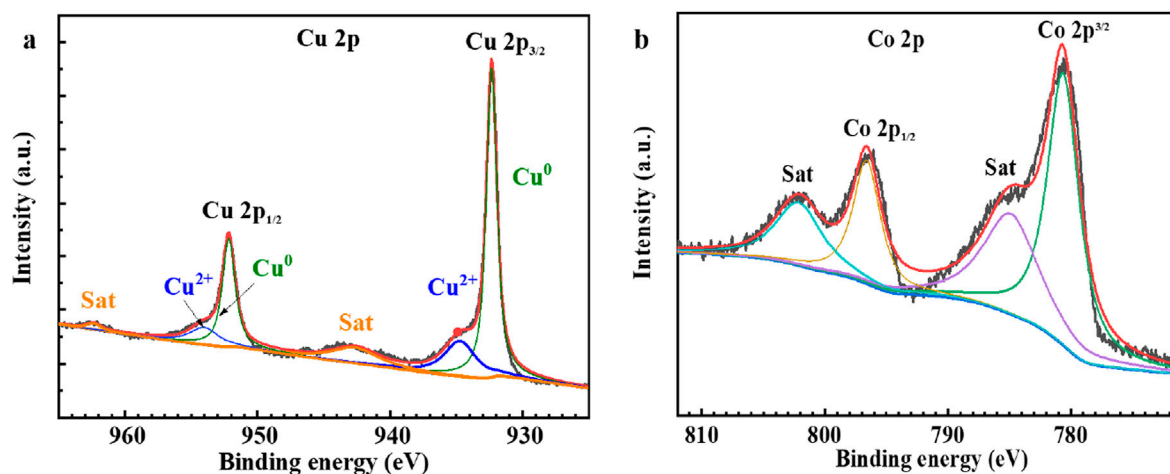 a
Cu 2p
Cu 2p3/2
Cu⁰
Cu 2p1/2
Cu⁰
Cu²⁺
Sat
Sat
Cu²⁺
Intensity (a.u.)
960
950
940
930
Binding energy (eV)
b
Co 2p
Co 2p³/²
Co 2p1/2
Sat
Sat
Intensity (a.u.)
810
800
790
780
Binding energy (eV)